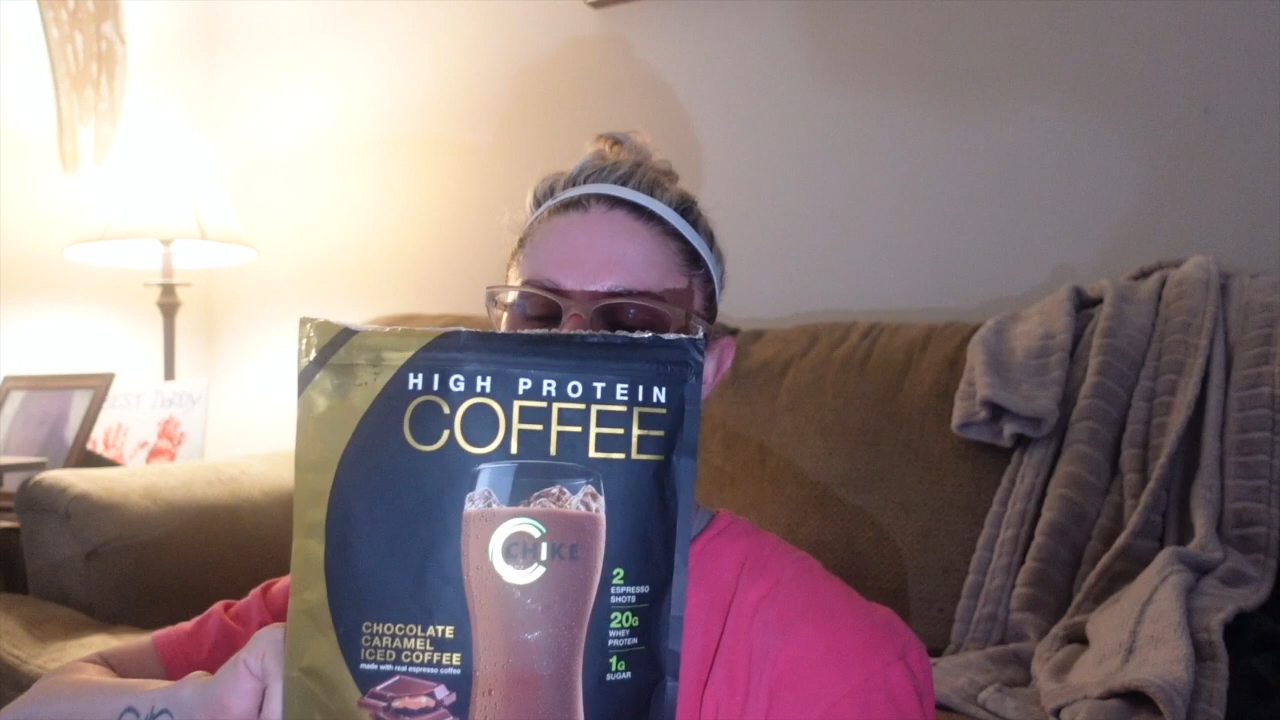 HIGH PROTEIN
COFFEE
CHIKE
2
ESPRESSO
SHOTS
20G
WHEY
PROTEIN
1G
SUGAR
CHOCOLATE
CARAMEL
ICED COFFEE
made with real espresso coffee